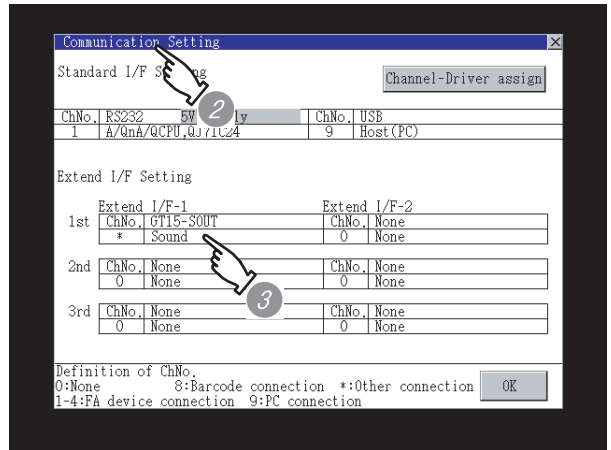 Communication Setting
Standard I/F
Channel-Driver assign
ChNo. RS232 5V ChNo. USB
1 A/QnA/QCPU,QJ71C24 9 Host(PC)
2
Extend I/F Setting
Extend I/F-1 Extend I/F-2
1st ChNo. GT15-SOUT ChNo. None
* Sound 0 None
2nd ChNo. None ChNo. None
0 None 0 None
3
3rd ChNo. None ChNo. None
0 None 0 None
Definition of ChNo.
0:None 8:Barcode connection *:Other connection OK
1-4:FA device connection 9:PC connection